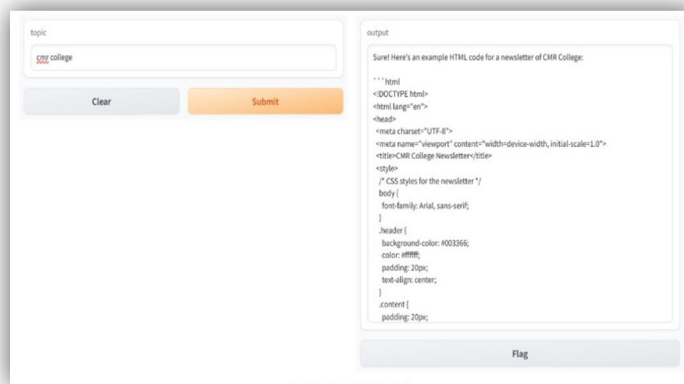 topic
cmr college
Clear
Submit
output
Sure! Here's an example HTML code for a newsletter of CMR College:
```html
<!DOCTYPE html>
<html lang="en">
<head>
<meta charset="UTF-8">
<meta name="viewport" content="width=device-width, initial-scale=1.0">
<title>CMR College Newsletter</title>
<style>
/* CSS styles for the newsletter */
body {
font-family: Arial, sans-serif;
}
.header {
background-color: #003366;
color: #ffffff;
padding: 20px;
text-align: center;
}
.content {
padding: 20px;
Flag